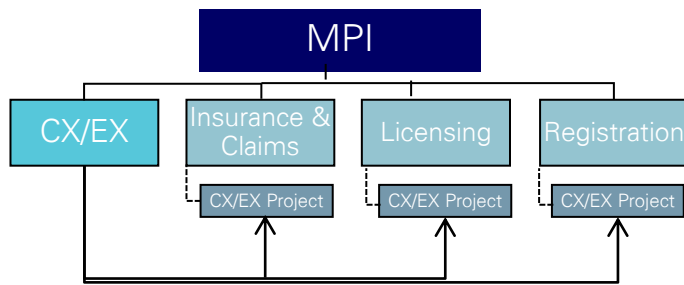 MPI
CX/EX
Insurance &
Claims
Licensing
Registration
CX/EX Project
CX/EX Project
CX/EX Project